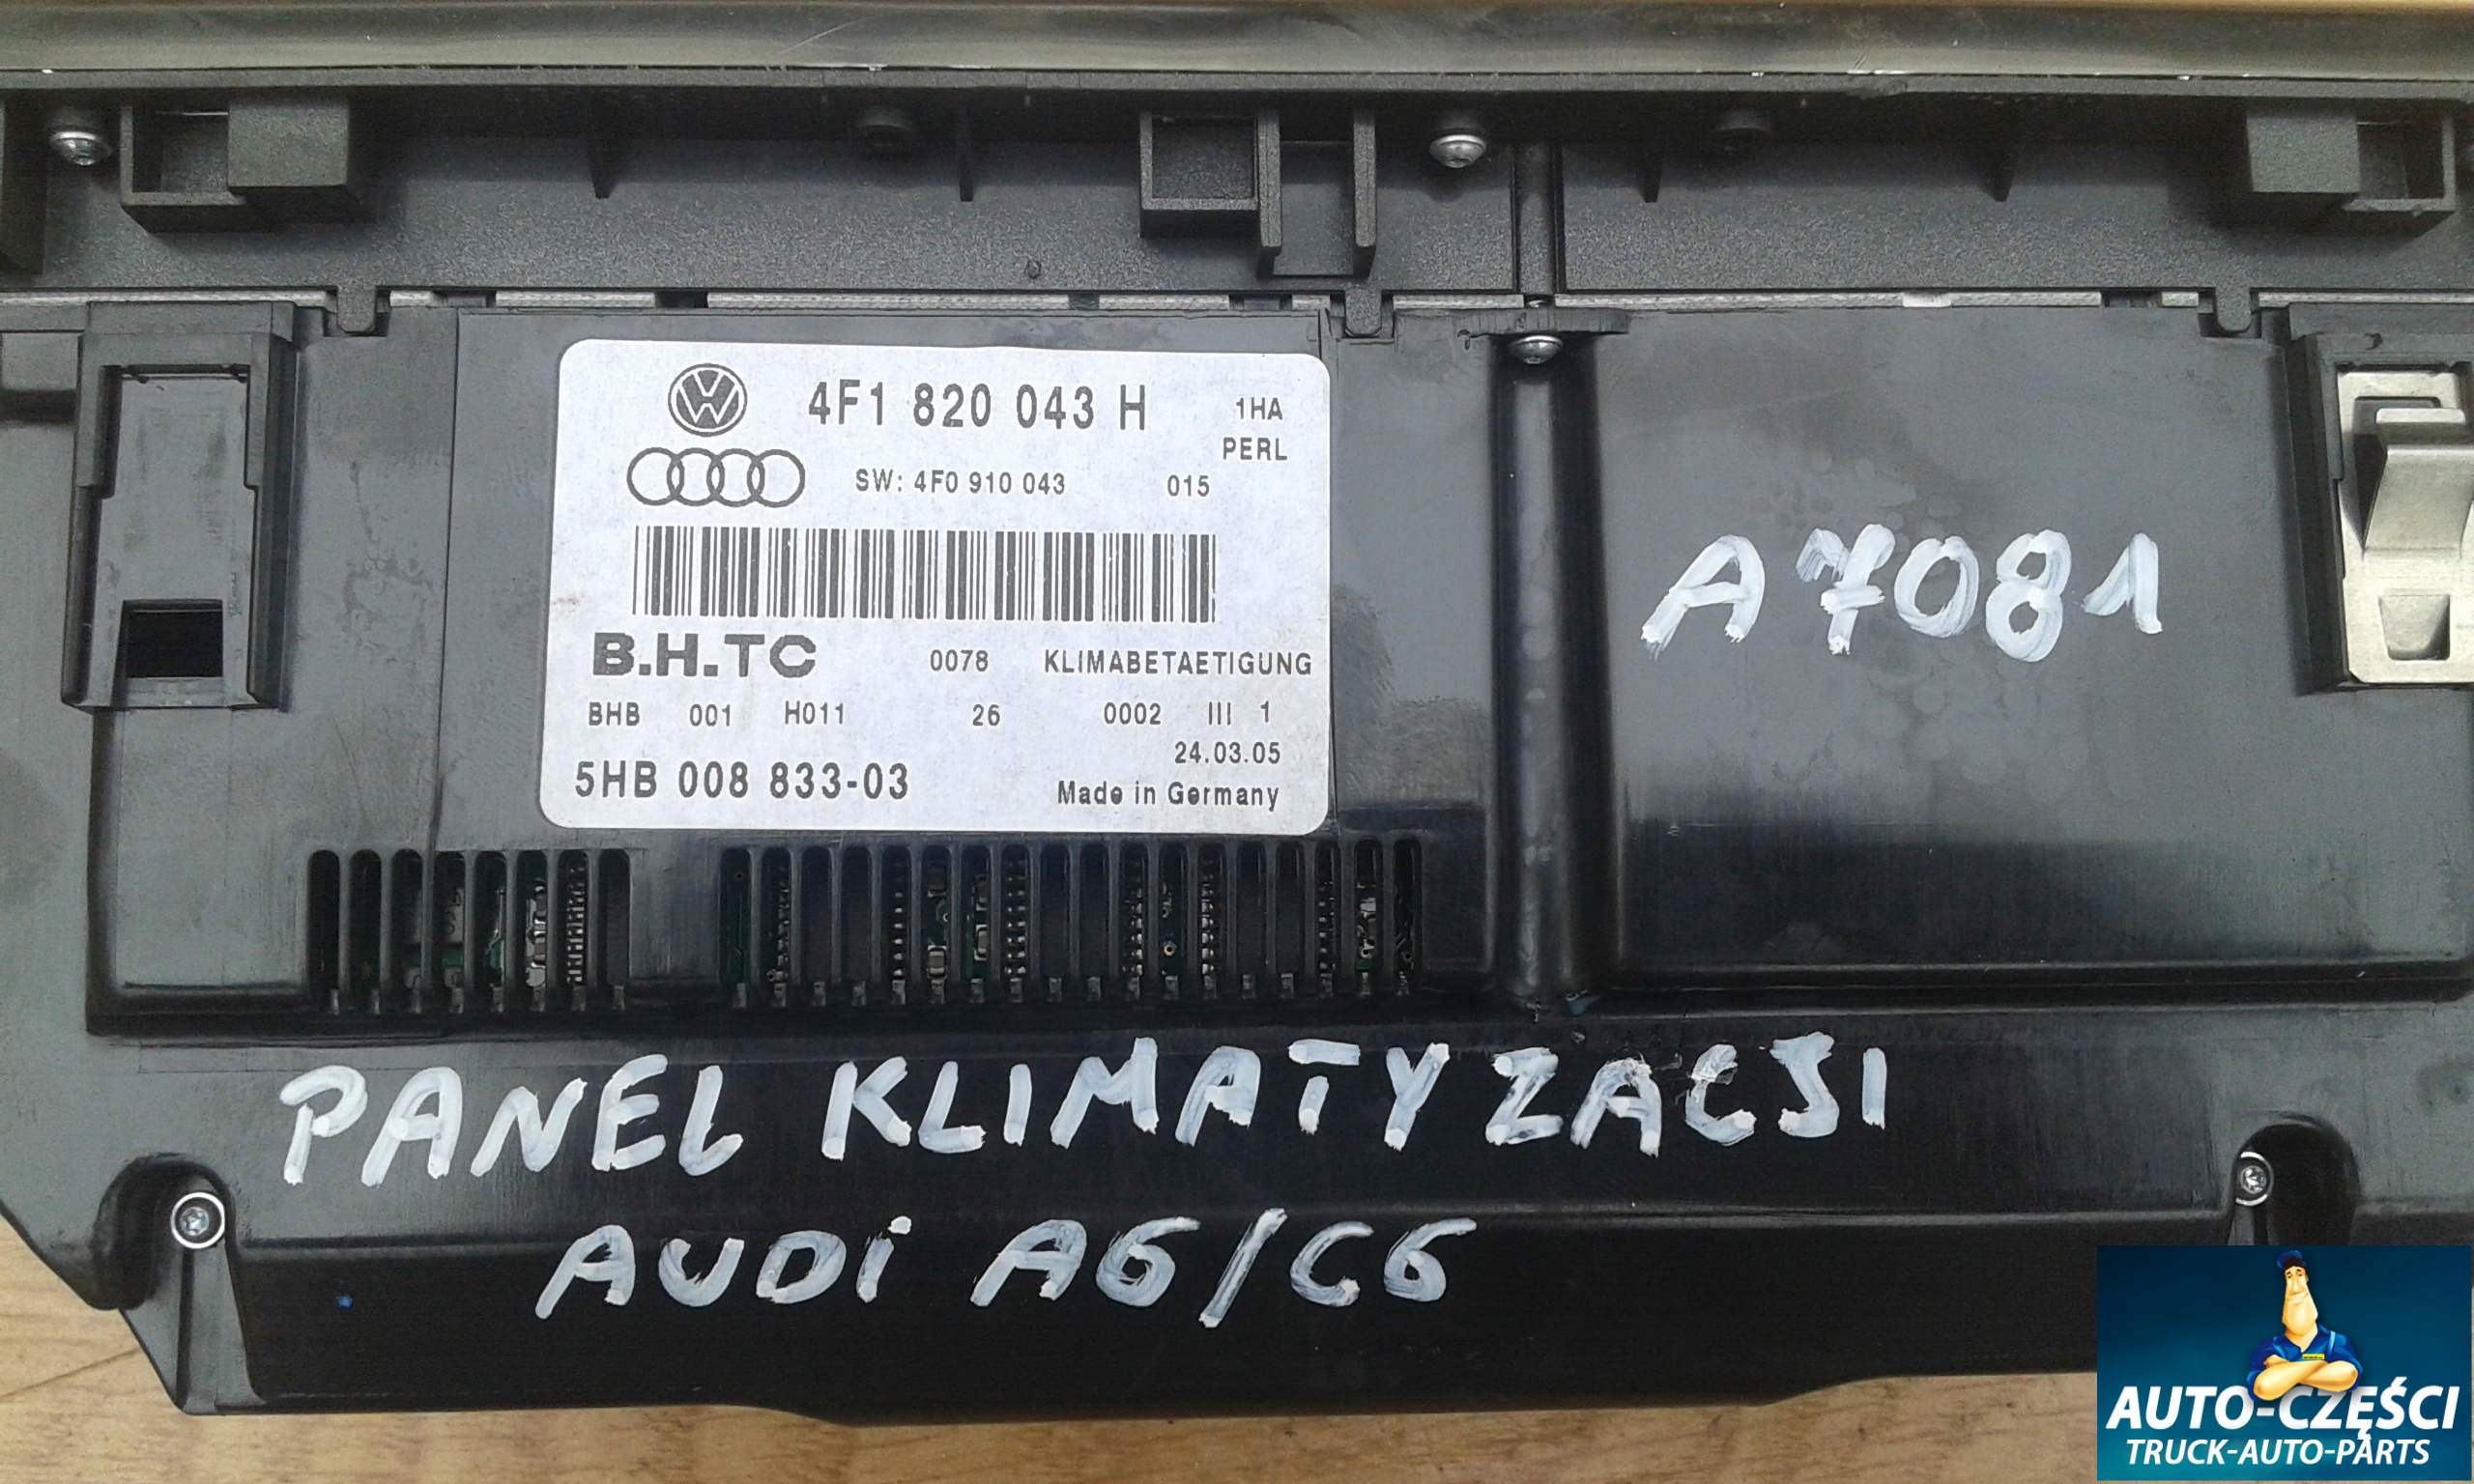 4F1 820 043 H 1HA
PERL
SW: 4F0 910 043 015
B.H.TC 0078 KLIMABETAETIGUNG
BHB 001 H011 26 0002 III 1
24.03.05
5HB 008 833-03 Made in Germany
A7081
PANEL KLIMATYZACJI
AUDi A6/C6
AUTO-CZĘŚCI
TRUCK-AUTO-PARTS